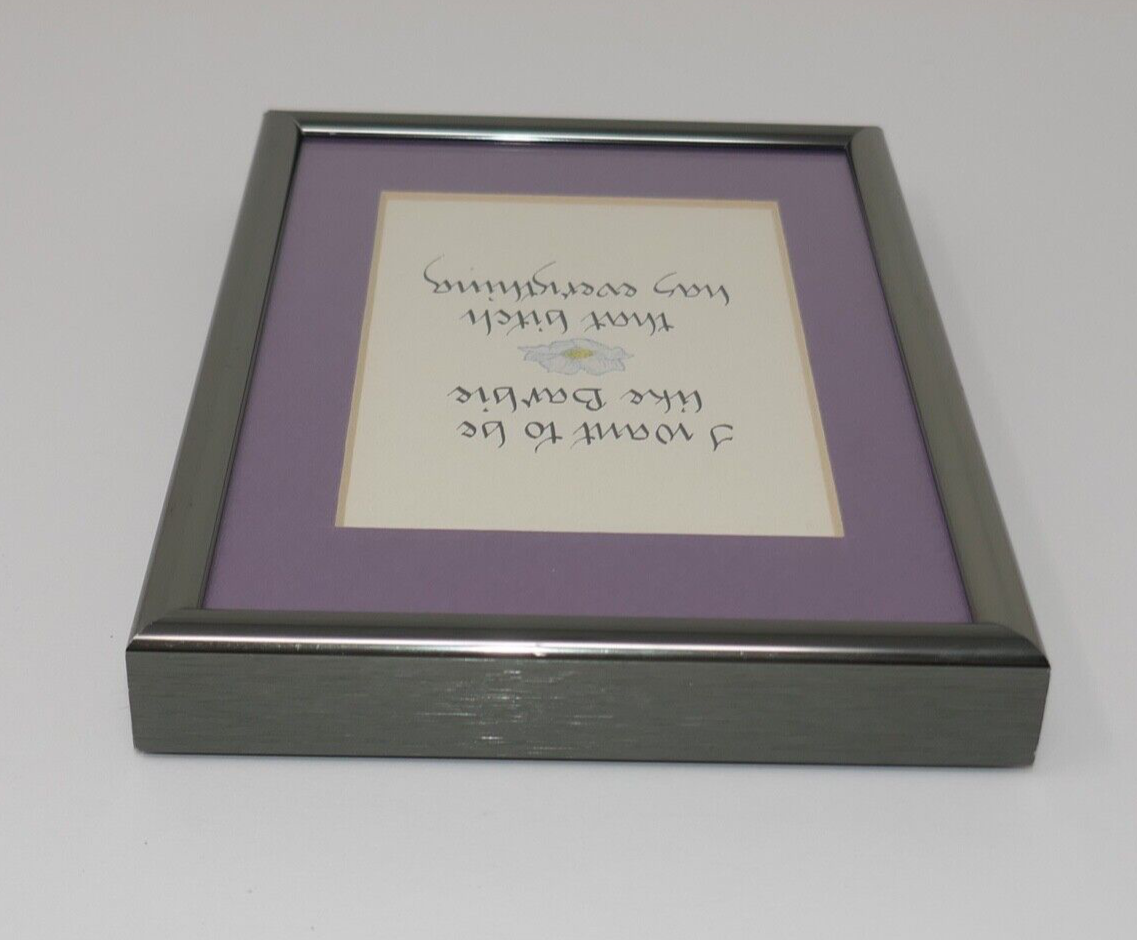 I want to be
like Barbie
that bitch
has everything